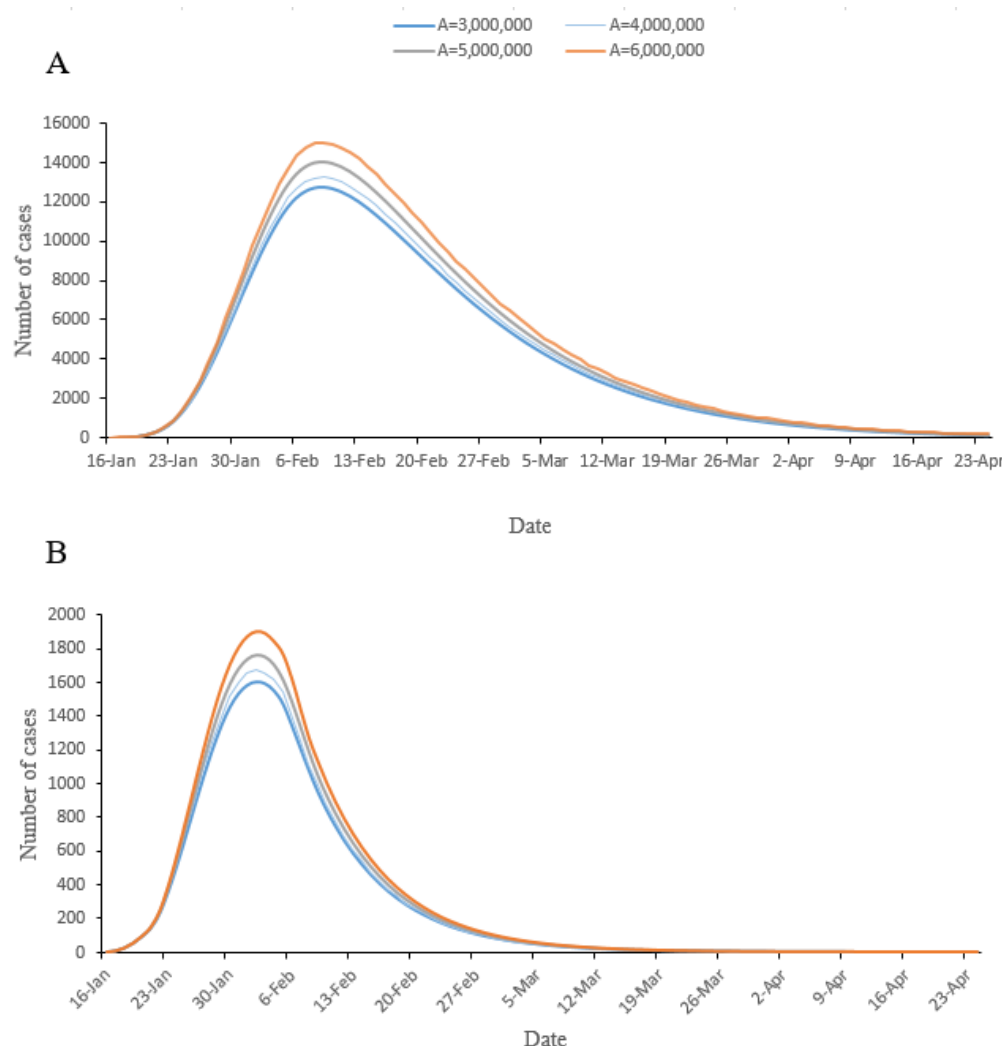 A=3,000,000 A=4,000,000
A=5,000,000 A=6,000,000
A
16000
14000
12000
10000
8000
6000
4000
2000
0
Number of cases
16-Jan 23-Jan 30-Jan 6-Feb 13-Feb 20-Feb 27-Feb 5-Mar 12-Mar 19-Mar 26-Mar 2-Apr 9-Apr 16-Apr 23-Apr
Date
B
2000
1800
1600
1400
1200
1000
800
600
400
200
0
Number of cases
16-Jan 23-Jan 30-Jan 6-Feb 13-Feb 20-Feb 27-Feb 5-Mar 12-Mar 19-Mar 26-Mar 2-Apr 9-Apr 16-Apr 23-Apr
Date